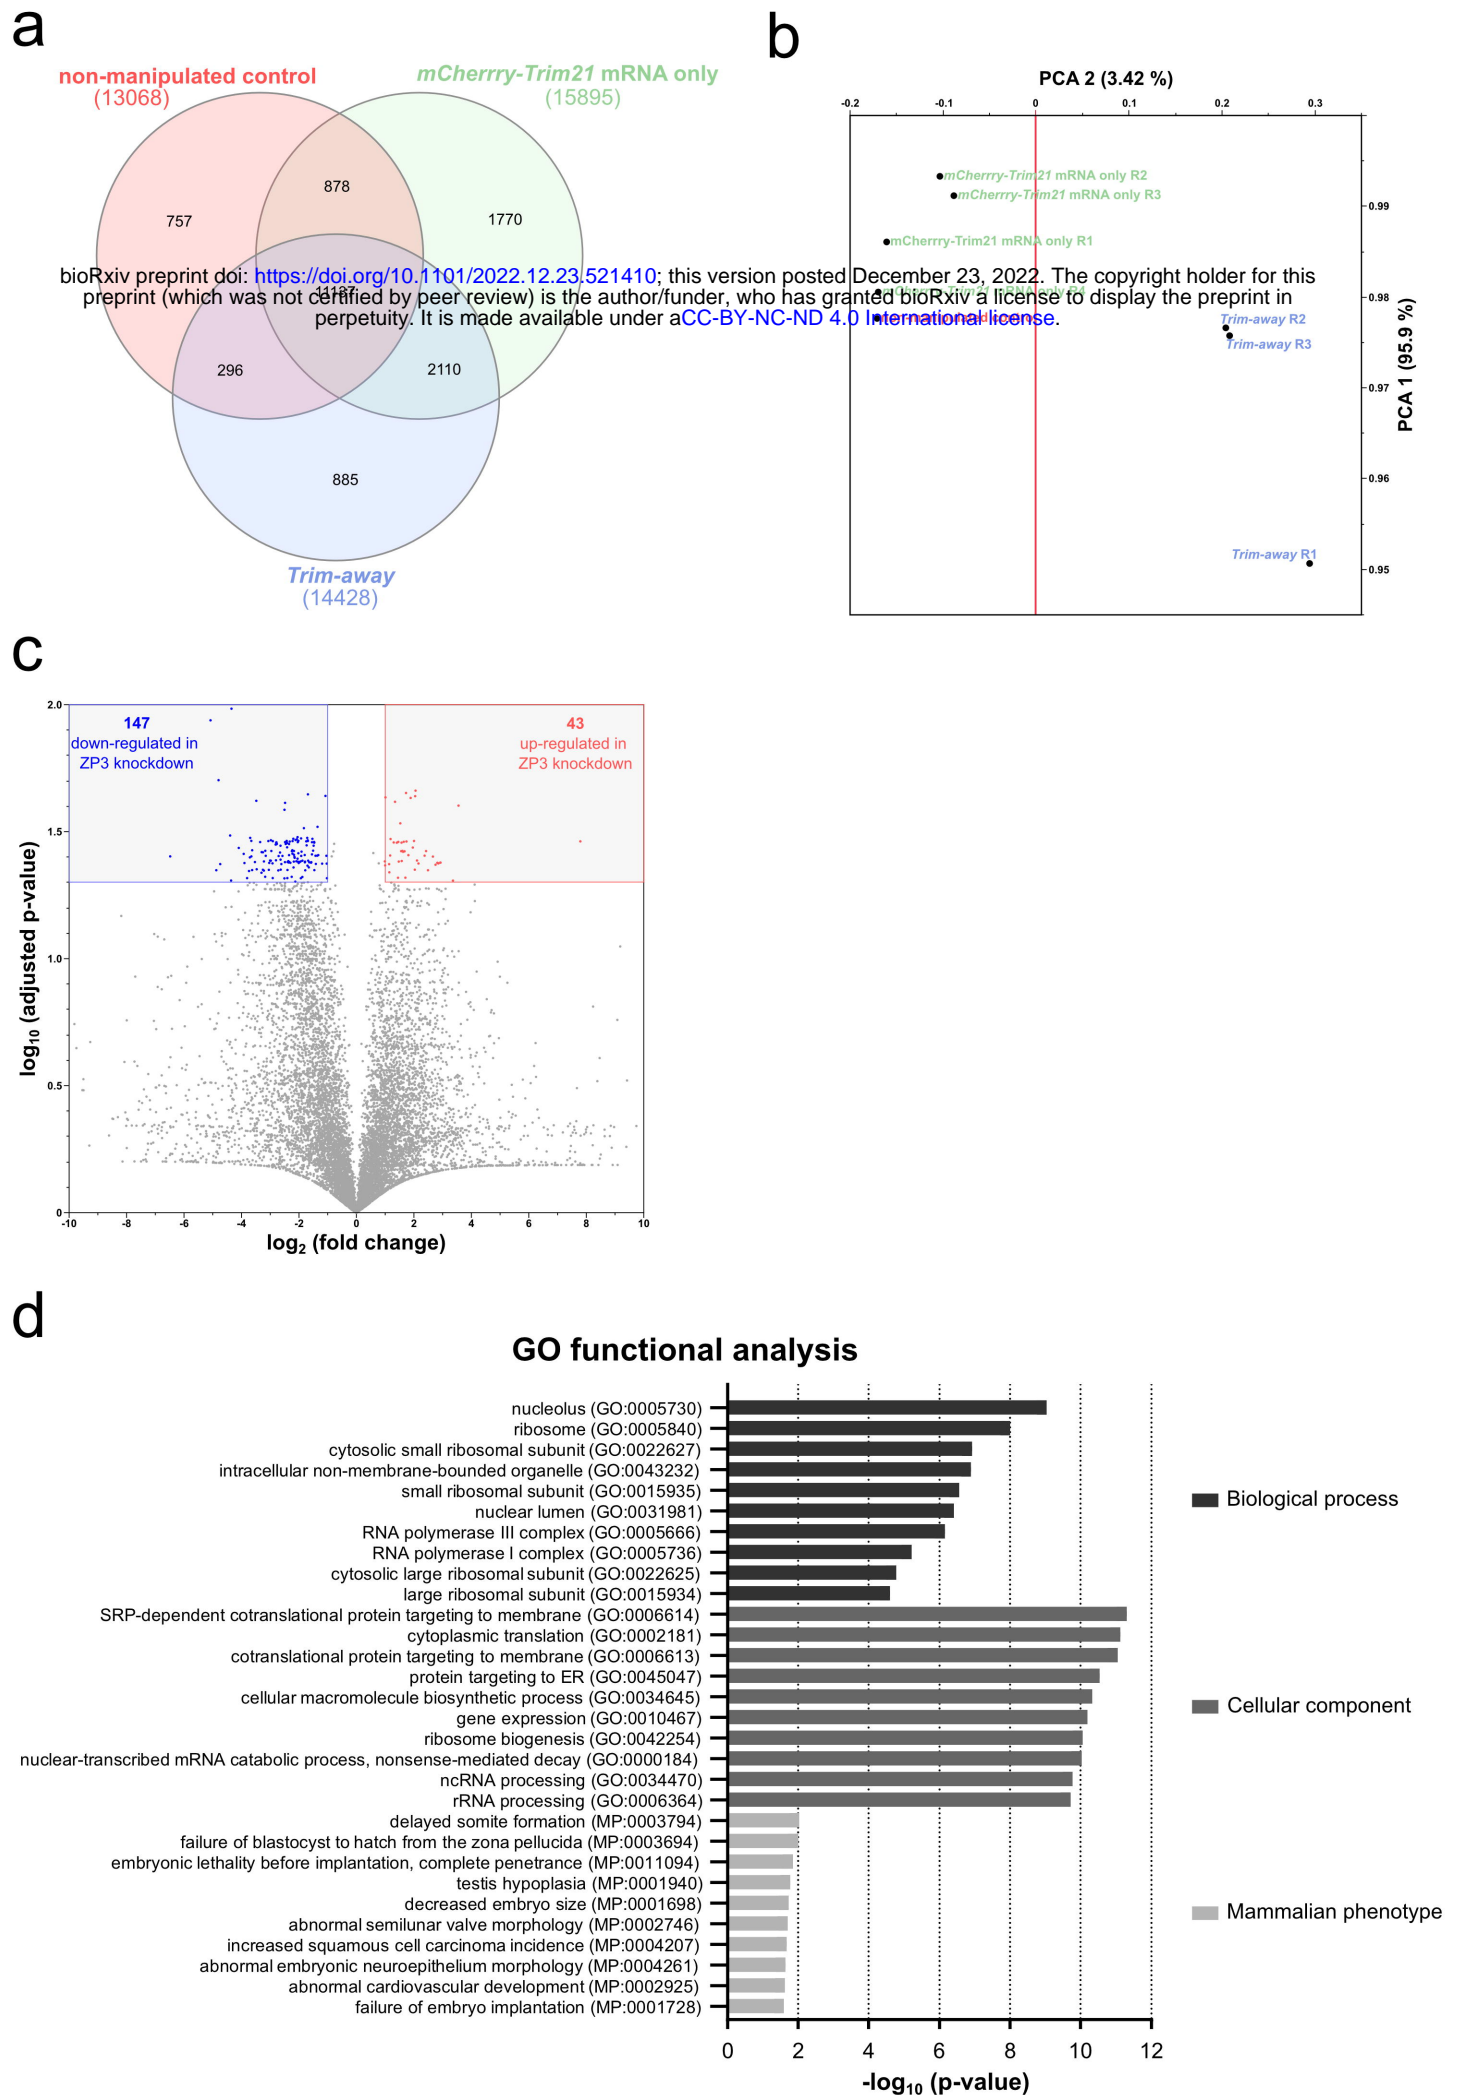 a
non-manipulated control
(13068)
mCherrry-Trim21 mRNA only
(15895)
878
757
1770
11137
296
2110
885
Trim-away
(14428)
b
PCA 2 (3.42 %)
-0.2
-0.1
0
0.1
0.2
0.3
mCherrry-Trim21 mRNA only R2
mCherrry-Trim21 mRNA only R3
mCherrry-Trim21 mRNA only R1
mCherrry-Trim21 mRNA only R4
non-manipulated control
Trim-away R2
Trim-away R3
Trim-away R1
0.99
0.98
0.97
0.96
0.95
PCA 1 (95.9 %)
bioRxiv preprint doi: https://doi.org/10.1101/2022.12.23.521410; this version posted December 23, 2022. The copyright holder for this
preprint (which was not certified by peer review) is the author/funder, who has granted bioRxiv a license to display the preprint in
perpetuity. It is made available under aCC-BY-NC-ND 4.0 International license.
c
147
down-regulated in
ZP3 knockdown
43
up-regulated in
ZP3 knockdown
2.0
1.5
1.0
0.5
0
log10 (adjusted p-value)
-10
-8
-6
-4
-2
0
2
4
6
8
10
log2 (fold change)
d
GO functional analysis
nucleolus (GO:0005730)
ribosome (GO:0005840)
cytosolic small ribosomal subunit (GO:0022627)
intracellular non-membrane-bounded organelle (GO:0043232)
small ribosomal subunit (GO:0015935)
nuclear lumen (GO:0031981)
RNA polymerase III complex (GO:0005666)
RNA polymerase I complex (GO:0005736)
cytosolic large ribosomal subunit (GO:0022625)
large ribosomal subunit (GO:0015934)
SRP-dependent cotranslational protein targeting to membrane (GO:0006614)
cytoplasmic translation (GO:0002181)
cotranslational protein targeting to membrane (GO:0006613)
protein targeting to ER (GO:0045047)
cellular macromolecule biosynthetic process (GO:0034645)
gene expression (GO:0010467)
ribosome biogenesis (GO:0042254)
nuclear-transcribed mRNA catabolic process, nonsense-mediated decay (GO:0000184)
ncRNA processing (GO:0034470)
rRNA processing (GO:0006364)
delayed somite formation (MP:0003794)
failure of blastocyst to hatch from the zona pellucida (MP:0003694)
embryonic lethality before implantation, complete penetrance (MP:0011094)
testis hypoplasia (MP:0001940)
decreased embryo size (MP:0001698)
abnormal semilunar valve morphology (MP:0002746)
increased squamous cell carcinoma incidence (MP:0004207)
abnormal embryonic neuroepithelium morphology (MP:0004261)
abnormal cardiovascular development (MP:0002925)
failure of embryo implantation (MP:0001728)
Biological process
Cellular component
Mammalian phenotype
0
2
4
6
8
10
12
-log10 (p-value)